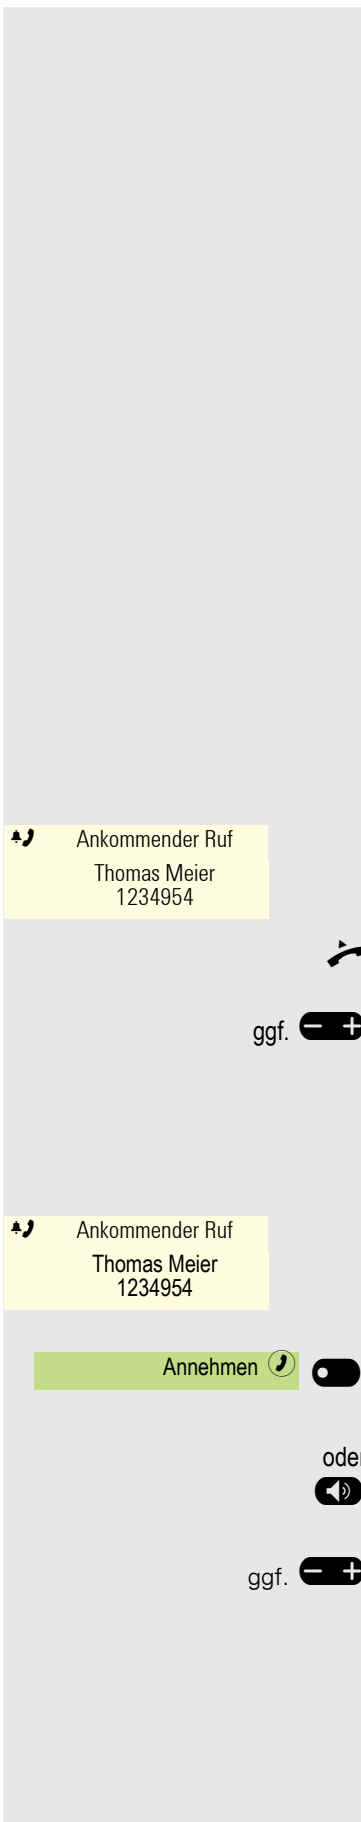 Ankommender Ruf
Thomas Meier
1234954
ggf. − +
Ankommender Ruf
Thomas Meier
1234954
Annehmen
oder
ggf. − +